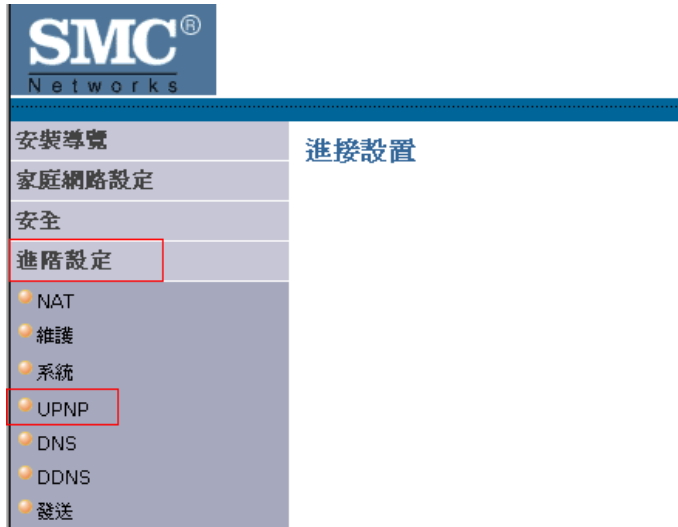 SMC®
Networks
安裝導覽
家庭網路設定
安全
進階設定
NAT
維護
系統
UPNP
DNS
DDNS
發送
進接設置